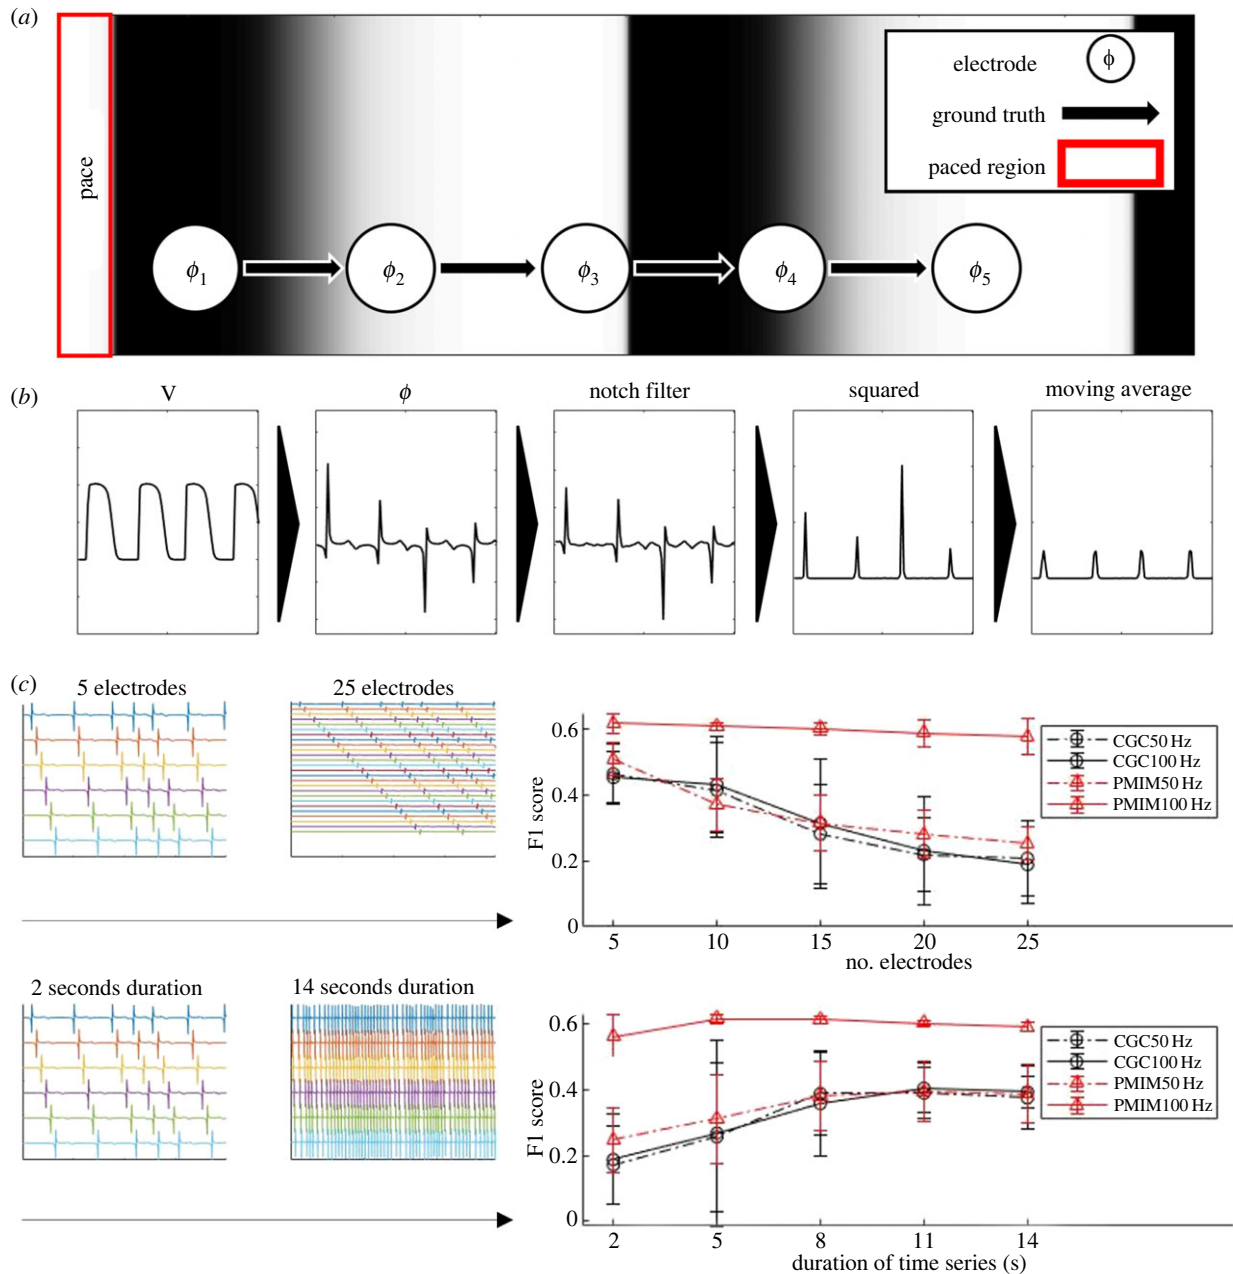 (a)
pace
electrode ϕ
ground truth
paced region
ϕ1 ϕ2 ϕ3 ϕ4 ϕ5
(b)
V ϕ notch filter squared moving average
(c)
5 electrodes 25 electrodes
F1 score
0.6
0.4
0.2
0
5 10 15 20 25
no. electrodes
CGC50 Hz
CGC100 Hz
PMIM50 Hz
PMIM100 Hz
2 seconds duration 14 seconds duration
F1 score
0.6
0.4
0.2
0
2 5 8 11 14
duration of time series (s)
CGC50 Hz
CGC100 Hz
PMIM50 Hz
PMIM100 Hz